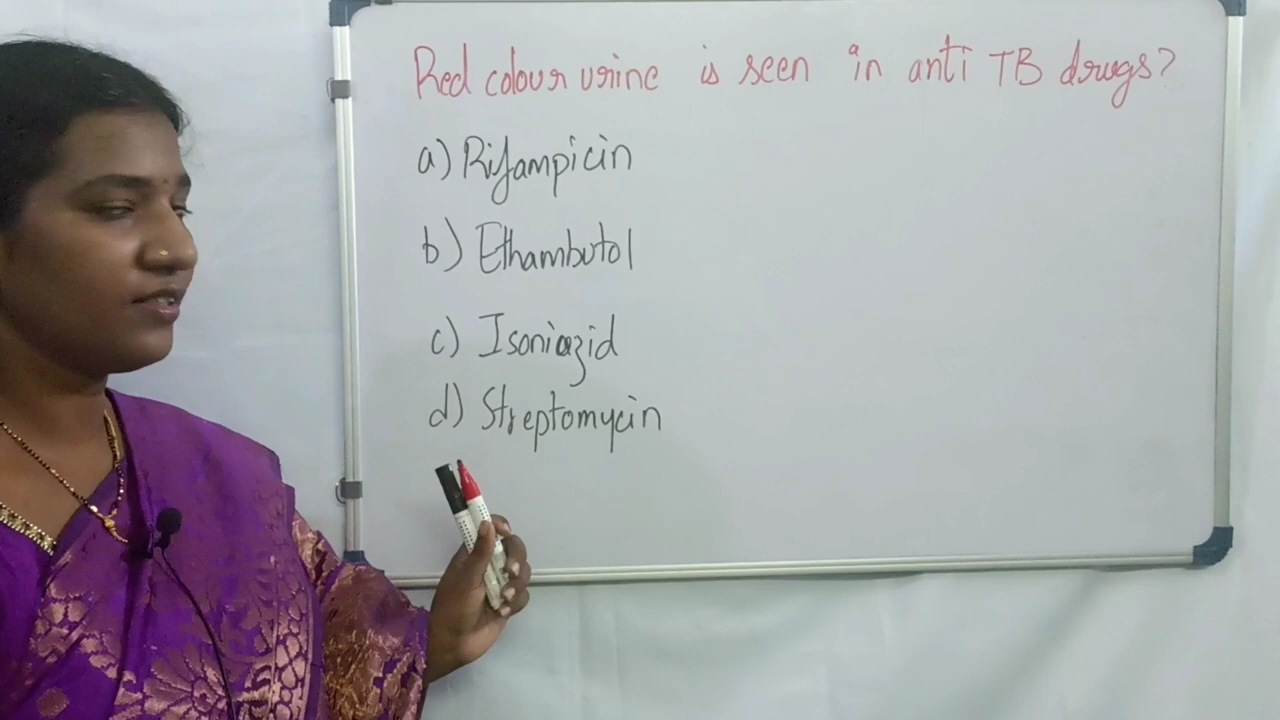 Red colour urine is seen in anti TB drugs?
a) Rifampicin
b) Ethambutol
c) Isoniazid
d) Streptomycin